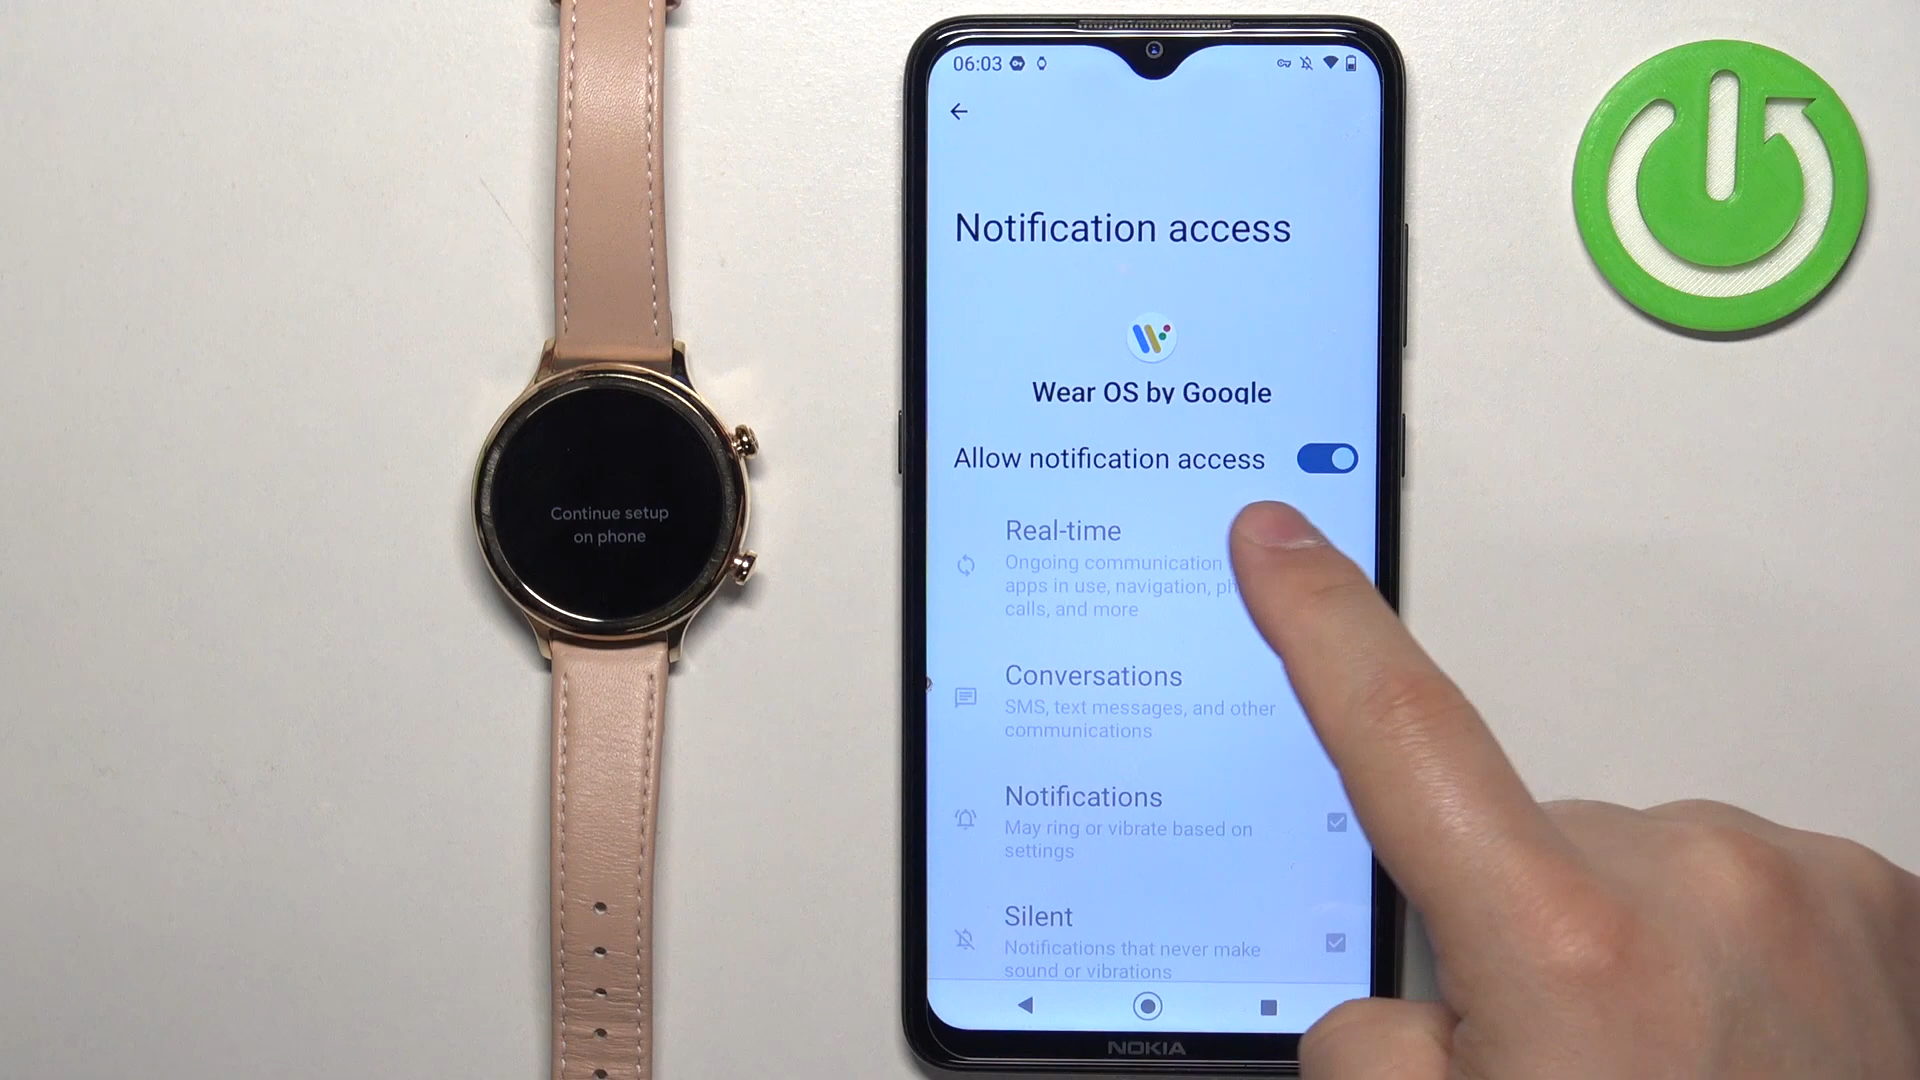 Continue setup
on phone
06:03
Notification access
Wear OS by Google
Allow notification access
Real-time
Ongoing communication
apps in use, navigation,
calls, and more
Conversations
SMS, text messages, and other
communications
Notifications
May ring or vibrate based on
settings
Silent
Notifications that never make
sound or vibrations
NOKIA